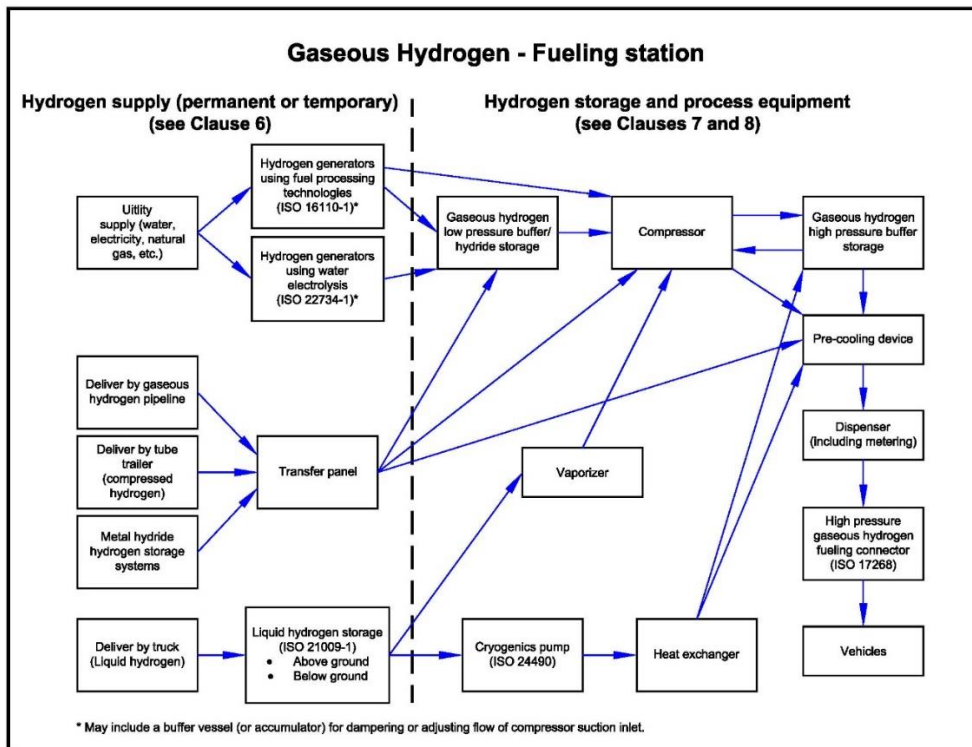 Gaseous Hydrogen - Fueling station
Hydrogen supply (permanent or temporary)
(see Clause 6)
Hydrogen storage and process equipment
(see Clauses 7 and 8)
Uitlity
supply (water,
electricity, natural
gas, etc.)
Hydrogen generators
using fuel processing
technologies
(ISO 16110-1)*
Hydrogen generators
using water
electrolysis
(ISO 22734-1)*
Gaseous hydrogen
low pressure buffer/
hydride storage
Compressor
Gaseous hydrogen
high pressure buffer
storage
Pre-cooling device
Deliver by gaseous
hydrogen pipeline
Deliver by tube
trailer
(compressed
hydrogen)
Metal hydride
hydrogen storage
systems
Transfer panel
Vaporizer
Dispenser
(including metering)
High pressure
gaseous hydrogen
fueling connector
(ISO 17268)
Deliver by truck
(Liquid hydrogen)
Liquid hydrogen storage
(ISO 21009-1)
• Above ground
• Below ground
Cryogenics pump
(ISO 24490)
Heat exchanger
Vehicles
* May include a buffer vessel (or accumulator) for dampering or adjusting flow of compressor suction inlet.